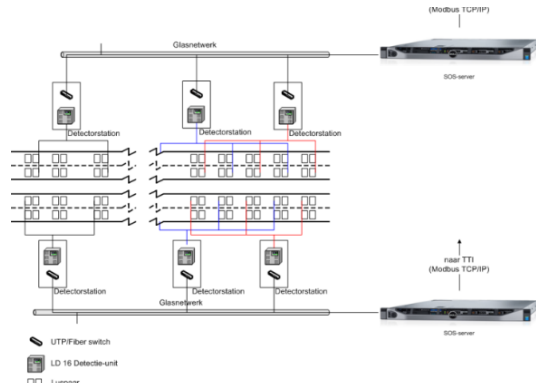 (Modbus TCP/IP)
Glasnetwerk
SOS-server
Detectorstation
Detectorstation
Detectorstation
naar TTI
(Modbus TCP/IP)
Detectorstation
Detectorstation
Detectorstation
Glasnetwerk
SOS-server
UTP/Fiber switch
LD 16 Detectie-unit